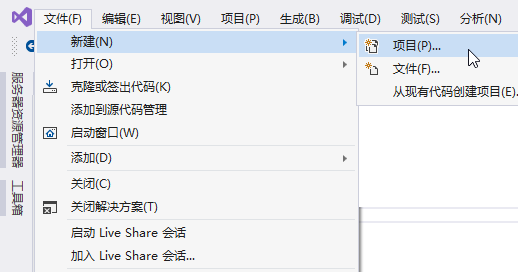 文件(F) 编辑(E) 视图(V) 项目(P) 生成(B) 调试(D) 测试(S) 分析(N)
新建(N)
打开(O)
克隆或签出代码(K)
添加到源代码管理
启动窗口(W)
添加(D)
关闭(C)
关闭解决方案(T)
启动 Live Share 会话
加入 Live Share 会话...
项目(P)...
文件(F)...
从现有代码创建项目(E)...
服务器资源管理器
工具箱